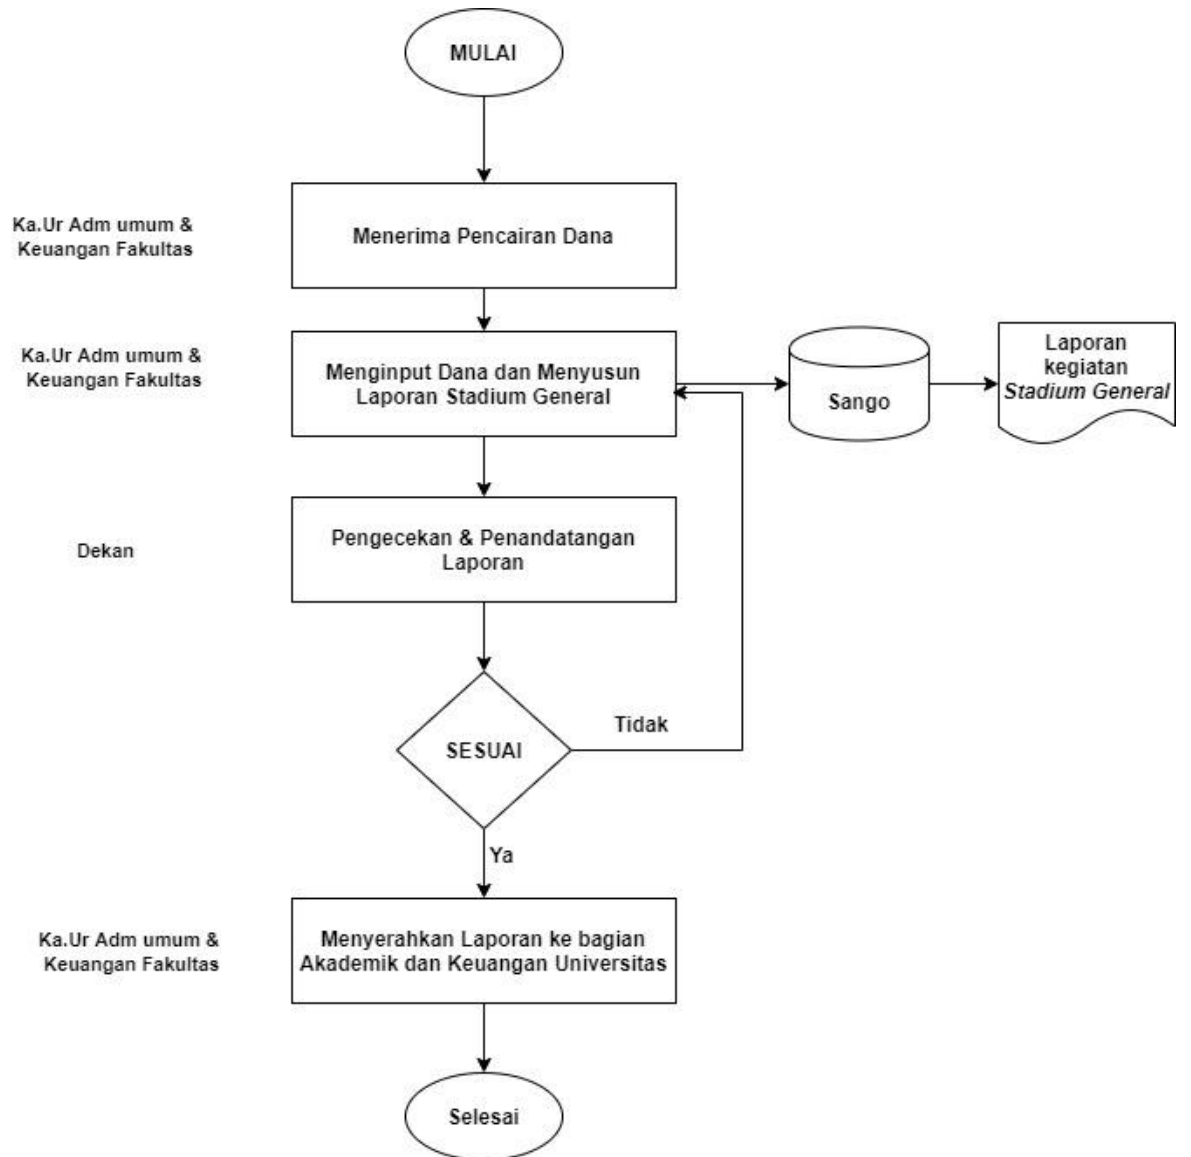 MULAI
Ka.Ur Adm umum &
Keuangan Fakultas
Menerima Pencairan Dana
Ka.Ur Adm umum &
Keuangan Fakultas
Menginput Dana dan Menyusun
Laporan Stadium General
Sango
Laporan
kegiatan
Stadium General
Dekan
Pengecekan & Penandatangan
Laporan
SESUAI
Tidak
Ya
Ka.Ur Adm umum &
Keuangan Fakultas
Menyerahkan Laporan ke bagian
Akademik dan Keuangan Universitas
Selesai